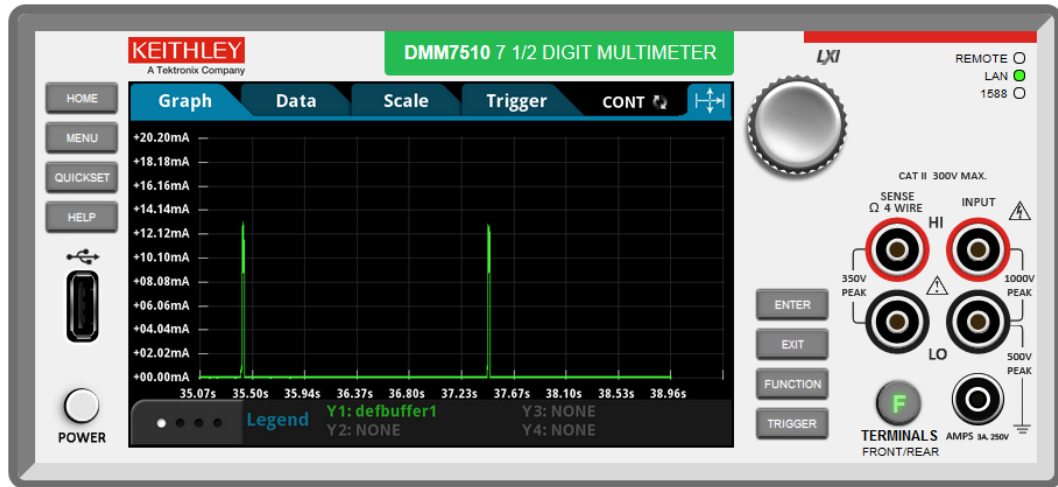 KEITHLEY
A Tektronix Company
DMM7510 7 1/2 DIGIT MULTIMETER
LXI
REMOTE
LAN
1588
HOME
MENU
QUICKSET
HELP
Graph Data Scale Trigger CONT
+20.20mA
+18.18mA
+16.16mA
+14.14mA
+12.12mA
+10.10mA
+08.08mA
+06.06mA
+04.04mA
+02.02mA
+00.00mA
35.07s 35.50s 35.94s 36.37s 36.80s 37.23s 37.67s 38.10s 38.53s 38.96s
Legend
Y1: defbuffer1 Y3: NONE
Y2: NONE Y4: NONE
POWER
CAT II 300V MAX.
SENSE
Ω 4 WIRE
INPUT
HI
350V
PEAK
1000V
PEAK
LO
500V
PEAK
ENTER
EXIT
FUNCTION
TRIGGER
F
TERMINALS
FRONT/REAR
AMPS 3A, 250V